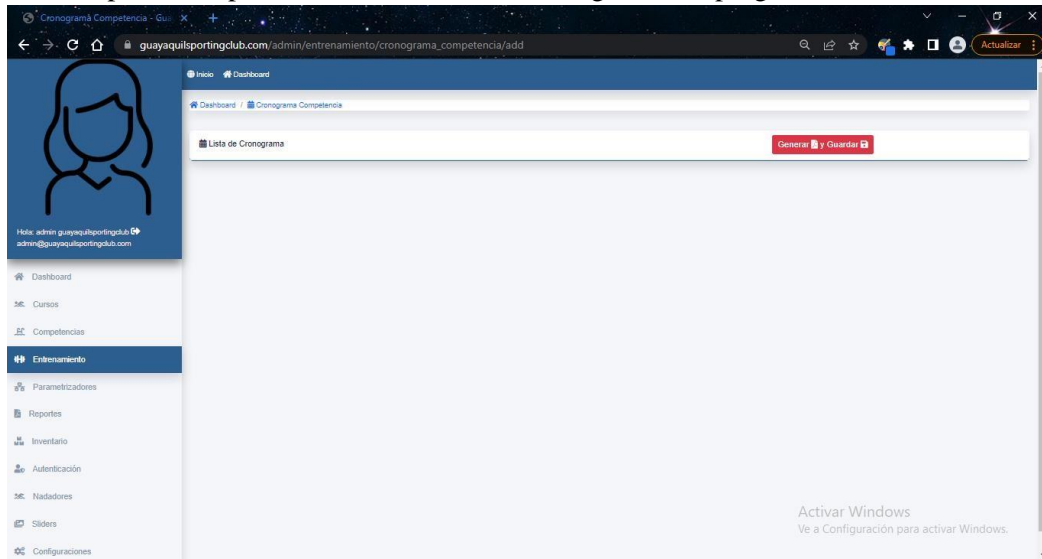 Cronograma Competencia - Gua
guayaquilsportingclub.com/admin/entrenamiento/cronograma_competencia/add
Actualizar
Inicio Dashboard
Dashboard / Cronograma Competencia
Lista de Cronograma
Generar y Guardar
Hola: admin guayaquilsportingclub
admin@guayaquilsportingclub.com
Dashboard
Cursos
Competencias
Entrenamiento
Parametrizadores
Reportes
Inventario
Autenticación
Nadadores
Sliders
Configuraciones
Activar Windows
Ve a Configuración para activar Windows.